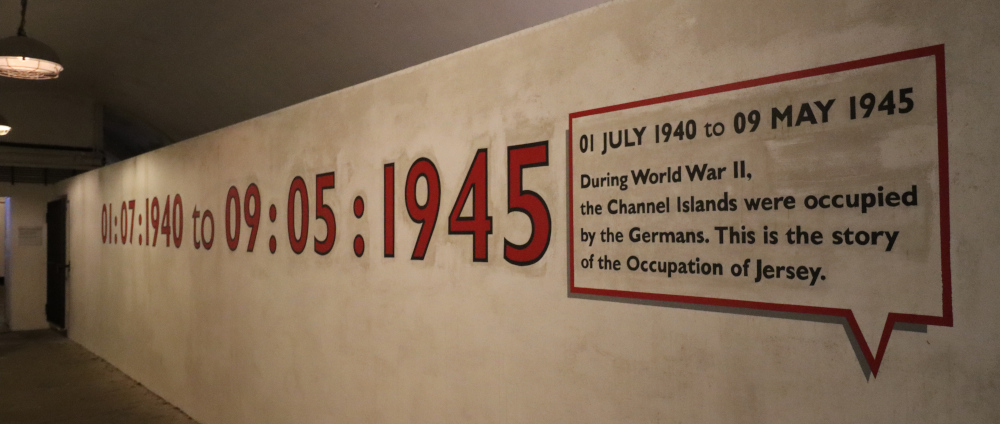 01:07:1940 to 09:05:1945
01 JULY 1940 to 09 MAY 1945
During World War II,
the Channel Islands were occupied
by the Germans. This is the story
of the Occupation of Jersey.